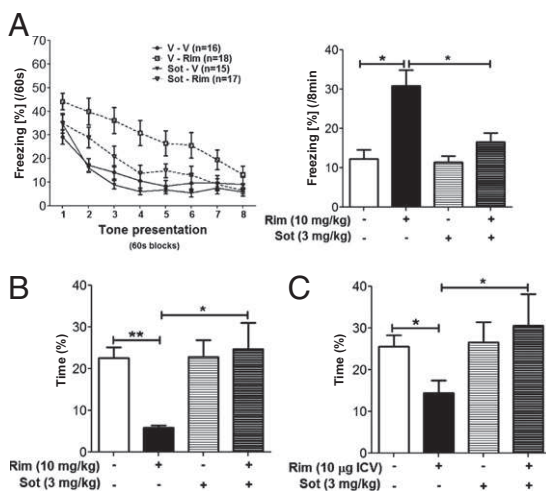 A
70
60
50
40
30
20
10
0
Freezing [%] (/60s)
V - V (n=16)
V - Rim (n=18)
Sot - V (n=15)
Sot - Rim (n=17)
1 2 3 4 5 6 7 8
Tone presentation
(60s blocks)
50
40
30
20
10
0
Freezing [%] (/8min)
* *
Rim (10 mg/kg) - + - +
Sot (3 mg/kg) - - + +
B
40
30
20
10
0
Time (%)
** *
Rim (10 mg/kg) - + - +
Sot (3 mg/kg) - - + +
C
40
30
20
10
0
Time (%)
* *
Rim (10 µg ICV) - + - +
Sot (3 mg/kg) - - + +